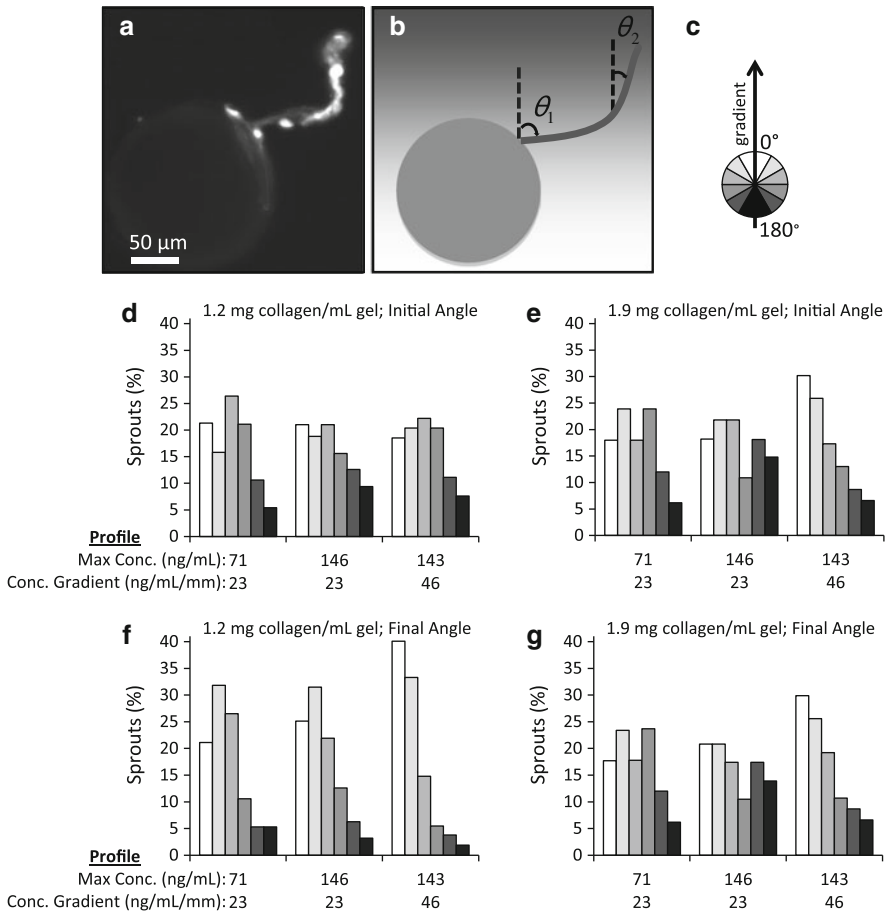 a
b
c
θ1
θ2
gradient
0°
180°
50 µm
d
1.2 mg collagen/mL gel; Initial Angle
Sprouts (%)
40
35
30
25
20
15
10
5
0
e
1.9 mg collagen/mL gel; Initial Angle
Sprouts (%)
40
35
30
25
20
15
10
5
0
Profile
Max Conc. (ng/mL): 71 146 143 71 146 143
Conc. Gradient (ng/mL/mm): 23 23 46 23 23 46
f
1.2 mg collagen/mL gel; Final Angle
Sprouts (%)
40
35
30
25
20
15
10
5
0
g
1.9 mg collagen/mL gel; Final Angle
Sprouts (%)
40
35
30
25
20
15
10
5
0
Profile
Max Conc. (ng/mL): 71 146 143 71 146 143
Conc. Gradient (ng/mL/mm): 23 23 46 23 23 46